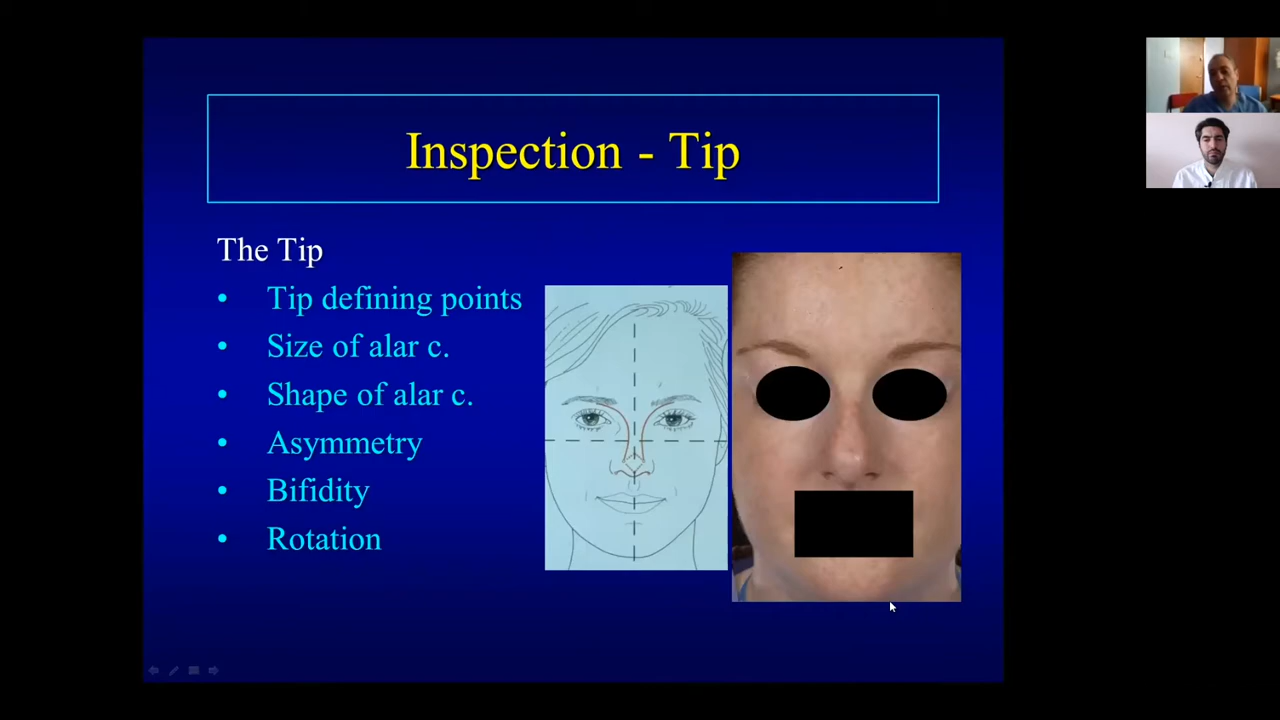 Inspection - Tip
The Tip
• Tip defining points
• Size of alar c.
• Shape of alar c.
• Asymmetry
• Bifidity
• Rotation